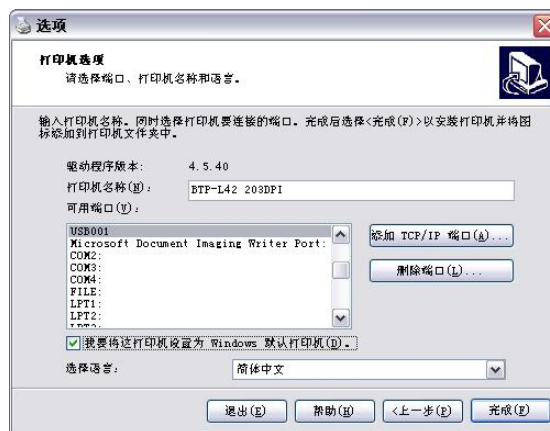 选项
打印机选项
请选择端口、打印机名称和语言。
输入打印机名称。同时选择打印机要连接的端口。完成后选择<完成(F)>以安装打印机并将图
标添加到打印机文件夹中。
驱动程序版本: 4.5.40
打印机名称(N): BTP-L42 203DPI
可用端口(V):
USB001
Microsoft Document Imaging Writer Port:
COM2:
COM3:
COM4:
FILE:
LPT1:
LPT2:
添加 TCP/IP 端口(A)...
删除端口(L)...
我要将这打印机设置为 Windows 默认打印机(D)。
选择语言: 简体中文
退出(E) 帮助(H) <上一步(P) 完成(F)